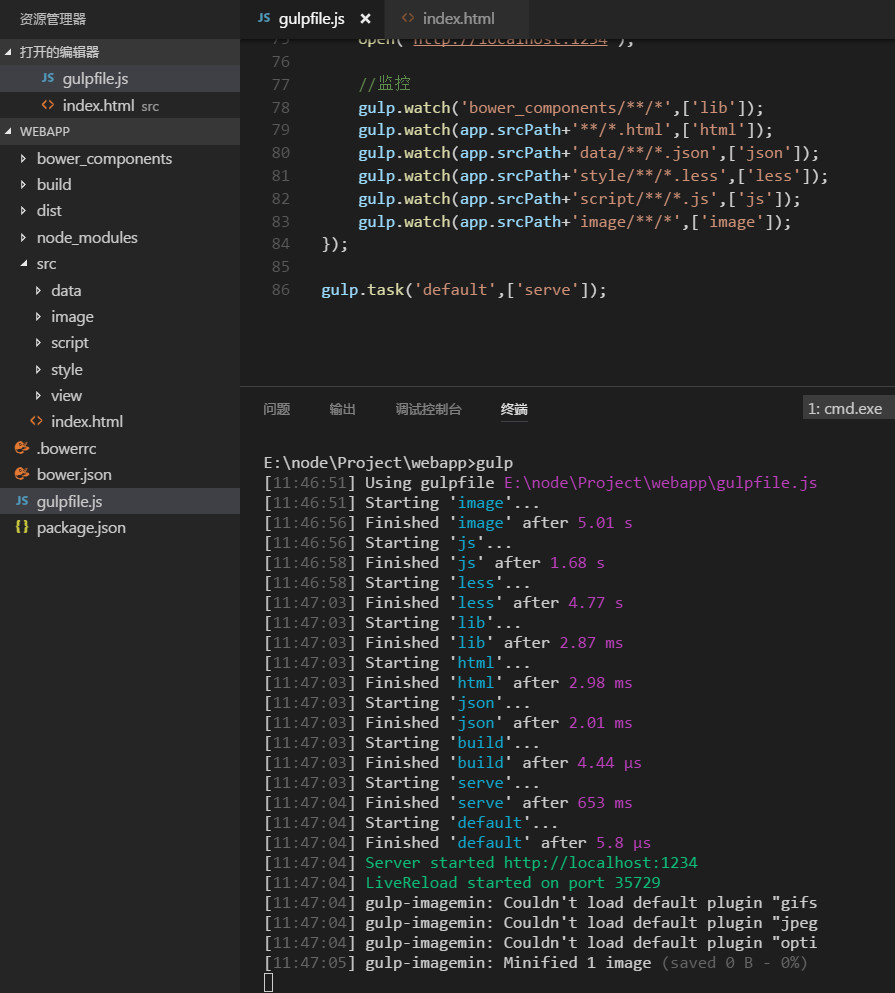 资源管理器
打开的编辑器
JS gulpfile.js
<> index.html src
WEBAPP
bower_components
build
dist
node_modules
src
data
image
script
style
view
<> index.html
.bowerrc
bower.json
JS gulpfile.js
{} package.json
JS gulpfile.js ×
<> index.html
75 open("http://localhost:1234");
76
77 //监控
78 gulp.watch('bower_components/**/*',['lib']);
79 gulp.watch(app.srcPath+'**/*.html',['html']);
80 gulp.watch(app.srcPath+'data/**/*.json',['json']);
81 gulp.watch(app.srcPath+'style/**/*.less',['less']);
82 gulp.watch(app.srcPath+'script/**/*.js',['js']);
83 gulp.watch(app.srcPath+'image/**/*',['image']);
84 });
85
86 gulp.task('default',['serve']);
问题 输出 调试控制台 终端 1: cmd.exe
E:\node\Project\webapp>gulp
[11:46:51] Using gulpfile E:\node\Project\webapp\gulpfile.js
[11:46:51] Starting 'image'...
[11:46:56] Finished 'image' after 5.01 s
[11:46:56] Starting 'js'...
[11:46:58] Finished 'js' after 1.68 s
[11:46:58] Starting 'less'...
[11:47:03] Finished 'less' after 4.77 s
[11:47:03] Starting 'lib'...
[11:47:03] Finished 'lib' after 2.87 ms
[11:47:03] Starting 'html'...
[11:47:03] Finished 'html' after 2.98 ms
[11:47:03] Starting 'json'...
[11:47:03] Finished 'json' after 2.01 ms
[11:47:03] Starting 'build'...
[11:47:03] Finished 'build' after 4.44 μs
[11:47:03] Starting 'serve'...
[11:47:04] Finished 'serve' after 653 ms
[11:47:04] Starting 'default'...
[11:47:04] Finished 'default' after 5.8 μs
[11:47:04] Server started http://localhost:1234
[11:47:04] LiveReload started on port 35729
[11:47:04] gulp-imagemin: Couldn't load default plugin "gifs
[11:47:04] gulp-imagemin: Couldn't load default plugin "jpeg
[11:47:04] gulp-imagemin: Couldn't load default plugin "opti
[11:47:05] gulp-imagemin: Minified 1 image (saved 0 B - 0%)